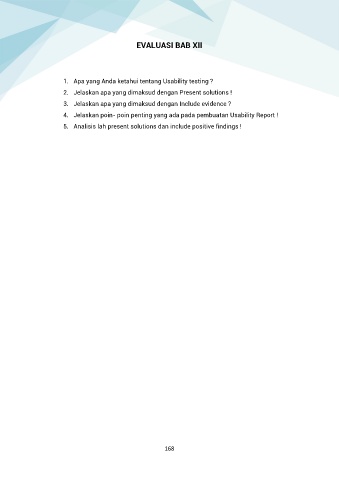 EVALUASI BAB XII
1. Apa yang Anda ketahui tentang Usability testing ?
2. Jelaskan apa yang dimaksud dengan Present solutions !
3. Jelaskan apa yang dimaksud dengan Include evidence ?
4. Jelaskan poin- poin penting yang ada pada pembuatan Usability Report !
5. Analisis lah present solutions dan include positive findings !
168